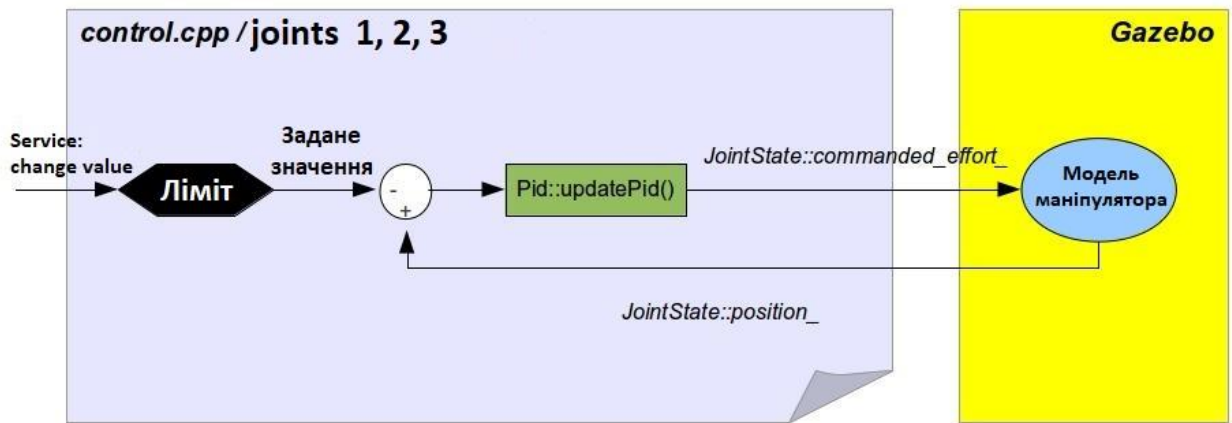 control.cpp / joints 1, 2, 3
Gazebo
Service:
change value
Ліміт
Задане
значення
-
+
Pid::updatePid()
JointState::commanded_effort_
Модель
маніпулятора
JointState::position_